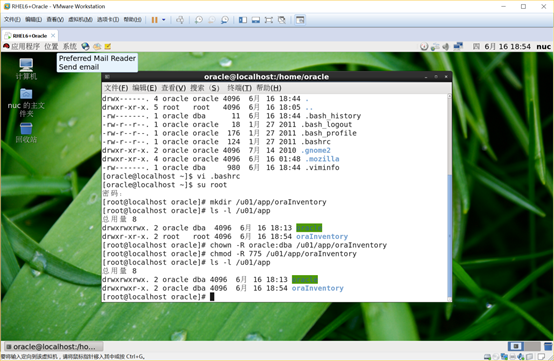 RHEL6+Oracle - VMware Workstation
文件(F) 编辑(E) 查看(V) 虚拟机(M) 选项卡(T) 帮助(H)
RHEL6+Oracle
应用程序 位置 系统
四 6月 16 18:54 nuc
Preferred Mail Reader
Send email
计算机
nuc 的主文
件夹
回收站
oracle@localhost:/home/oracle
文件(F) 编辑(E) 查看(V) 搜索 (S) 终端(T) 帮助(H)
drwx------. 4 oracle oracle 4096 6月 16 18:44 .
drwxr-xr-x. 5 root root 4096 6月 16 18:05 ..
-rw-------. 1 oracle dba 11 6月 16 18:44 .bash_history
-rw-r--r--. 1 oracle oracle 18 1月 27 2011 .bash_logout
-rw-r--r--. 1 oracle oracle 176 1月 27 2011 .bash_profile
-rw-r--r--. 1 oracle oracle 124 1月 27 2011 .bashrc
drwxr-xr-x. 2 oracle oracle 4096 7月 14 2010 .gnome2
drwxr-xr-x. 4 oracle oracle 4096 6月 16 01:48 .mozilla
-rw-------. 1 oracle dba 980 6月 16 18:44 .viminfo
[oracle@localhost ~]$ vi .bashrc
[oracle@localhost ~]$ su root
密码：
[root@localhost oracle]# mkdir /u01/app/oraInventory
[root@localhost oracle]# ls -l /u01/app
总用量 8
drwxrwxrwx. 2 oracle dba 4096 6月 16 18:13 oracle
drwxr-xr-x. 2 root root 4096 6月 16 18:54 oraInventory
[root@localhost oracle]# chown -R oracle:dba /u01/app/oraInventory
[root@localhost oracle]# chmod -R 775 /u01/app/oraInventory
[root@localhost oracle]# ls -l /u01/app
总用量 8
drwxrwxrwx. 2 oracle dba 4096 6月 16 18:13 oracle
drwxrwxr-x. 2 oracle dba 4096 6月 16 18:54 oraInventory
[root@localhost oracle]#
oracle@localhost:/ho...
要将输入定向到该虚拟机，请将鼠标指针移入其中或按 Ctrl+G。